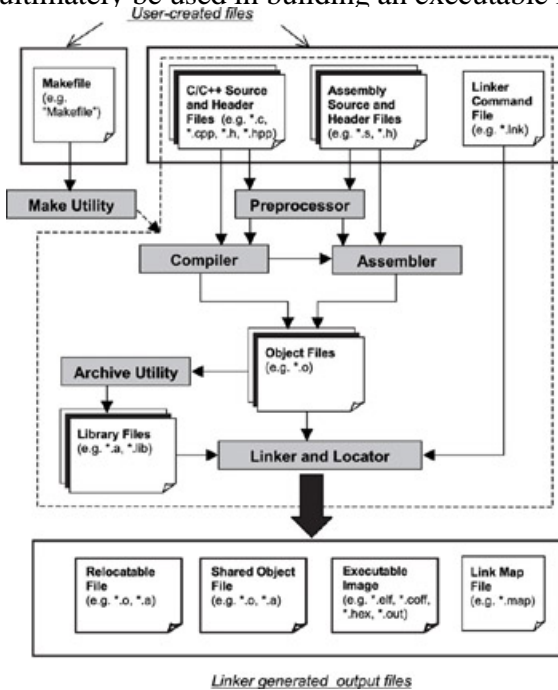 ultimately be used in building an executable
User-created files
Makefile
(e.g.
"Makefile")
C/C++ Source
and Header
Files (e.g. *.c,
*.cpp, *.h, *.hpp)
Assembly
Source and
Header Files
(e.g. *.s, *.h)
Linker
Command
File
(e.g. *.lnk)
Make Utility
Preprocessor
Compiler
Assembler
Object Files
(e.g. *.o)
Archive Utility
Library Files
(e.g. *.a, *.lib)
Linker and Locator
Relocatable
File
(e.g. *.o, *.a)
Shared Object
File
(e.g. *.o, *.a)
Executable
Image
(e.g. *.elf, *.coff,
*.hex, *.out)
Link Map
File
(e.g. *.map)
Linker generated output files